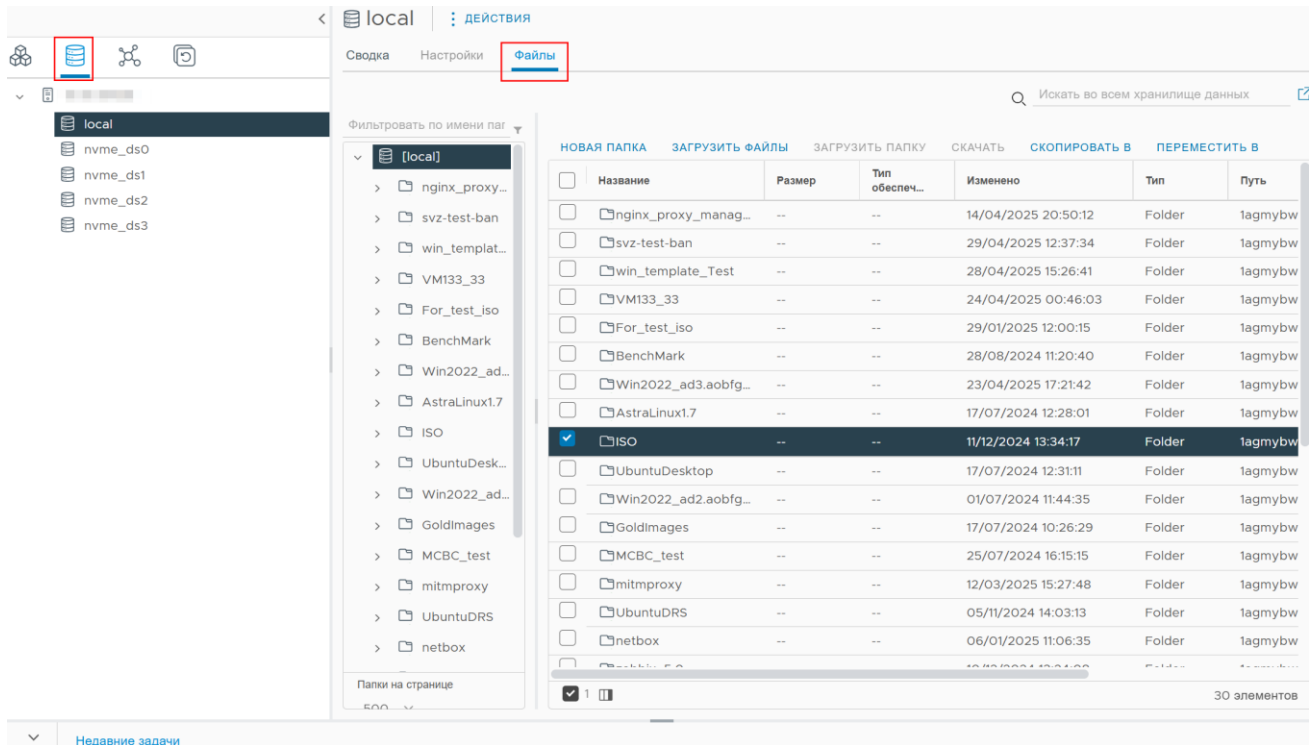 local
ДЕЙСТВИЯ
Сводка Настройки Файлы
Искать во всем хранилище данных
local
nvme_ds0
nvme_ds1
nvme_ds2
nvme_ds3
Фильтровать по имени пап
[local]
nginx_proxy...
svz-test-ban
win_templat...
VM133_33
For_test_iso
BenchMark
Win2022_ad...
AstraLinux1.7
ISO
UbuntuDesk...
Win2022_ad...
GoldImages
MCBC_test
mitmproxy
UbuntuDRS
netbox
Папки на странице
500
НОВАЯ ПАПКА ЗАГРУЗИТЬ ФАЙЛЫ ЗАГРУЗИТЬ ПАПКУ СКАЧАТЬ СКОПИРОВАТЬ В ПЕРЕМЕСТИТЬ В
Название Размер Тип обеспеч... Изменено Тип Путь
nginx_proxy_manag... -- -- 14/04/2025 20:50:12 Folder 1agmybw
svz-test-ban -- -- 29/04/2025 12:37:34 Folder 1agmybw
win_template_Test -- -- 28/04/2025 15:26:41 Folder 1agmybw
VM133_33 -- -- 24/04/2025 00:46:03 Folder 1agmybw
For_test_iso -- -- 29/01/2025 12:00:15 Folder 1agmybw
BenchMark -- -- 28/08/2024 11:20:40 Folder 1agmybw
Win2022_ad3.aobfg... -- -- 23/04/2025 17:21:42 Folder 1agmybw
AstraLinux1.7 -- -- 17/07/2024 12:28:01 Folder 1agmybw
ISO -- -- 11/12/2024 13:34:17 Folder 1agmybw
UbuntuDesktop -- -- 17/07/2024 12:31:11 Folder 1agmybw
Win2022_ad2.aobfg... -- -- 01/07/2024 11:44:35 Folder 1agmybw
GoldImages -- -- 17/07/2024 10:26:29 Folder 1agmybw
MCBC_test -- -- 25/07/2024 16:15:15 Folder 1agmybw
mitmproxy -- -- 12/03/2025 15:27:48 Folder 1agmybw
UbuntuDRS -- -- 05/11/2024 14:03:13 Folder 1agmybw
netbox -- -- 06/01/2025 11:06:35 Folder 1agmybw
1
30 элементов
Недавние задачи